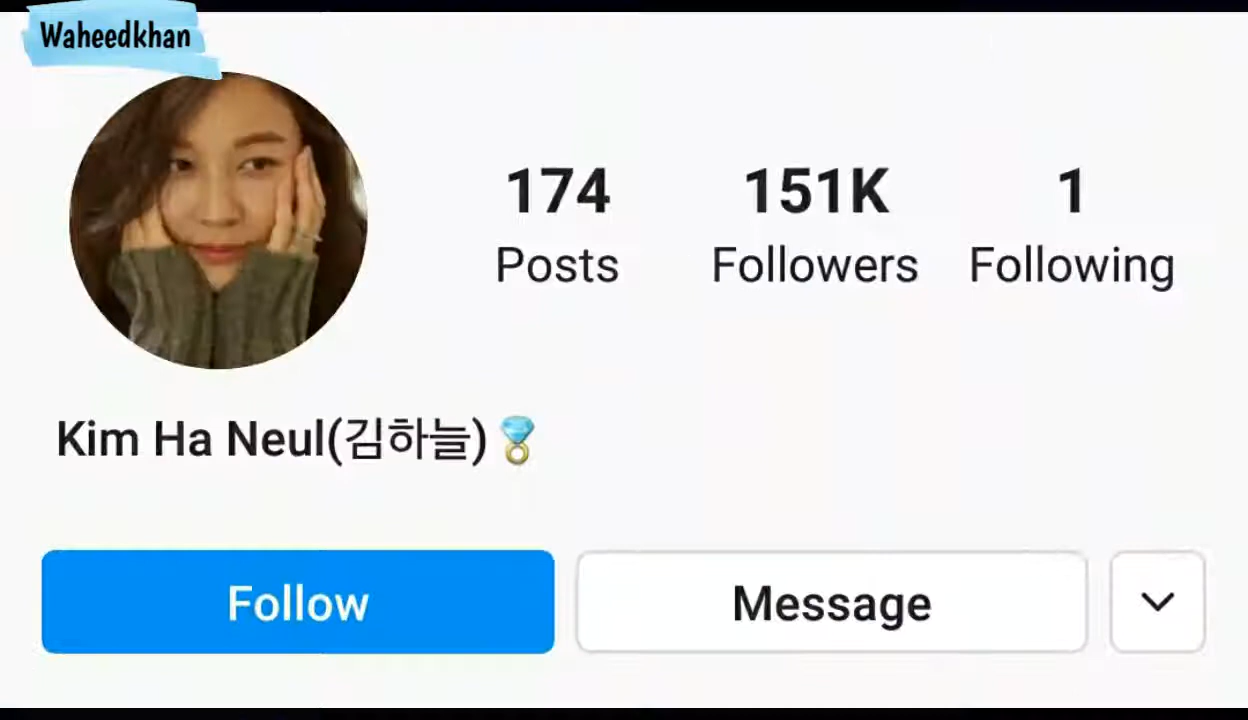 Waheedkhan
174 151K 1
Posts Followers Following
Kim Ha Neul(김하늘)💍
Follow Message